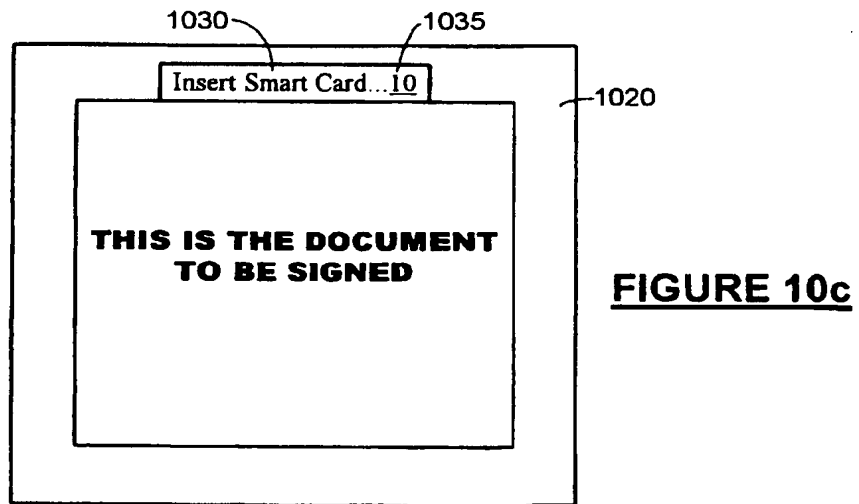 1030 1035
Insert Smart Card...10
1020
THIS IS THE DOCUMENT
TO BE SIGNED
FIGURE 10c